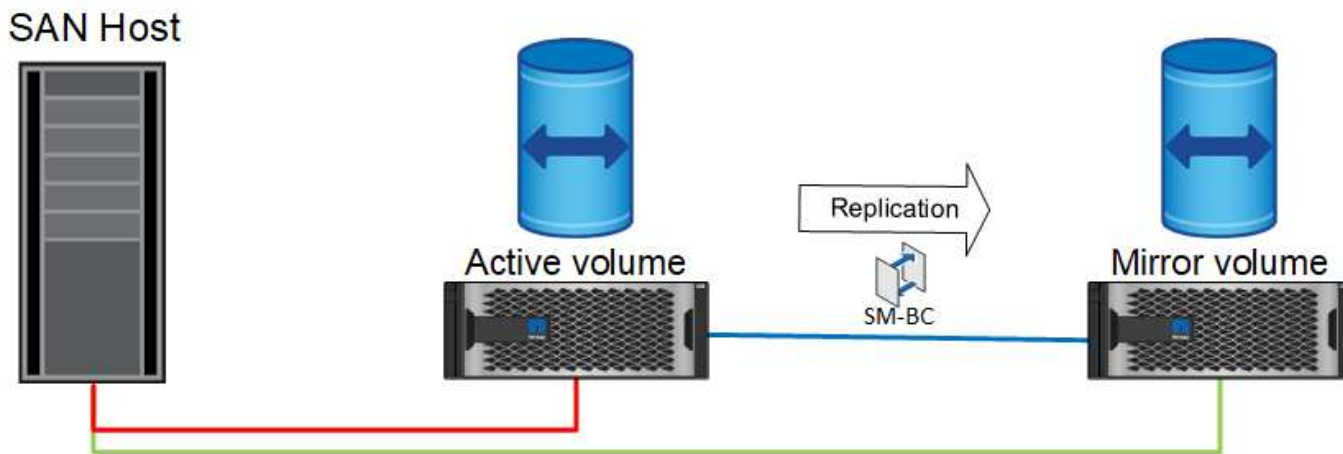 SAN Host
Replication
Active volume
Mirror volume
SM-BC